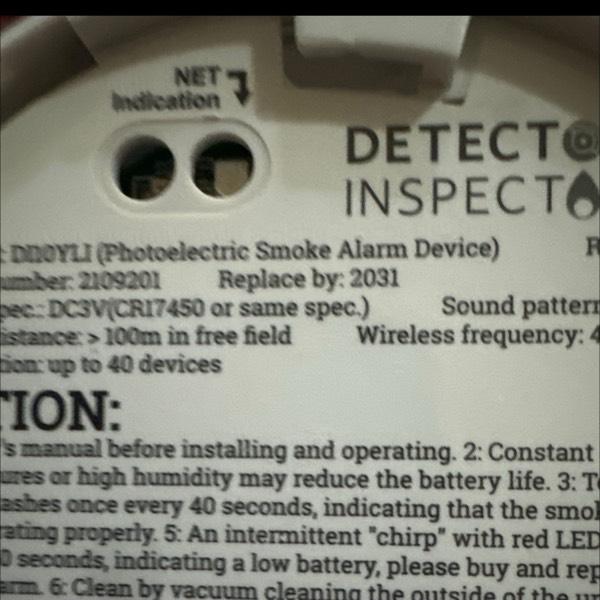 NET
Indication
DETECTO
INSPECT
: DD0YLI (Photoelectric Smoke Alarm Device) R
umber: 2109201 Replace by: 2031
pec.: DC3V(CR17450 or same spec.) Sound pattern
istance: > 100m in free field Wireless frequency: 4
tion: up to 40 devices
TION:
's manual before installing and operating. 2: Constant
ures or high humidity may reduce the battery life. 3: T
ashes once every 40 seconds, indicating that the smo
rating properly. 5: An intermittent "chirp" with red LED
0 seconds, indicating a low battery, please buy and rep
arm. 6: Clean by vacuum cleaning the outside of the un